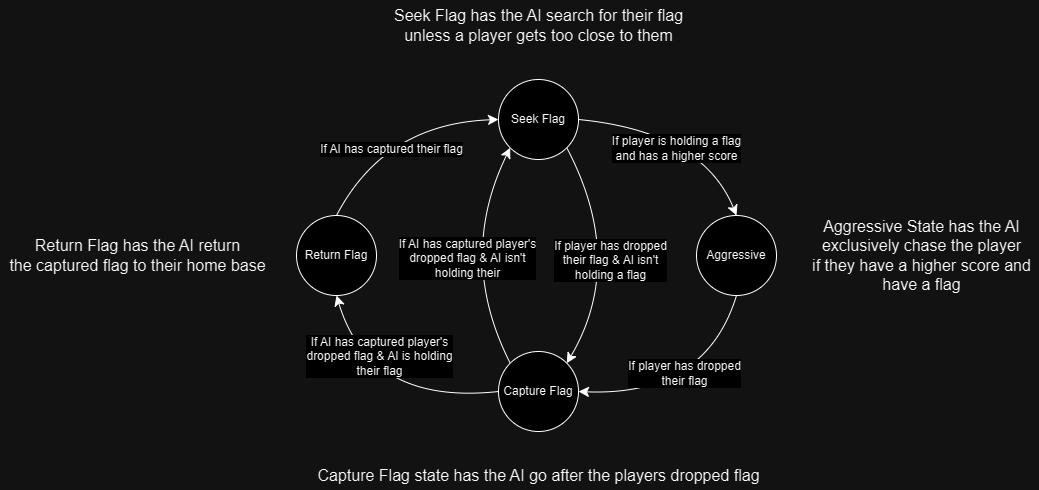 Seek Flag has the AI search for their flag
unless a player gets too close to them
Seek Flag
If AI has captured their flag
If player is holding a flag
and has a higher score
Return Flag has the AI return
the captured flag to their home base
Return Flag
If AI has captured player's
dropped flag & AI isn't
holding their
If player has dropped
their flag & AI isn't
holding a flag
Aggressive
Aggressive State has the AI
exclusively chase the player
if they have a higher score and
have a flag
If AI has captured player's
dropped flag & AI is holding
their flag
Capture Flag
If player has dropped
their flag
Capture Flag state has the AI go after the players dropped flag